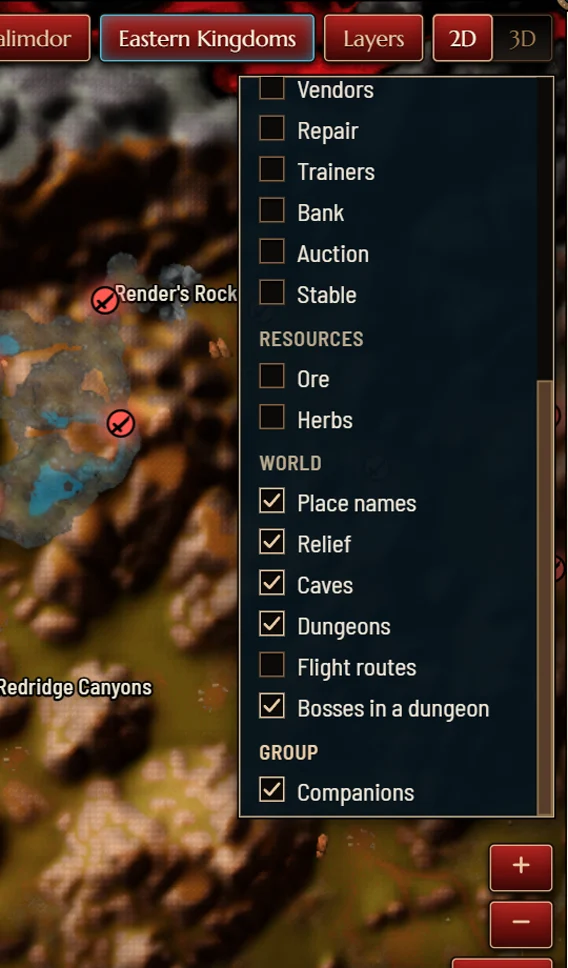 alimdor
Eastern Kingdoms
Layers
2D
3D
Vendors
Repair
Trainers
Bank
Auction
Stable
Render's Rock
RESOURCES
Ore
Herbs
WORLD
Place names
Relief
Caves
Dungeons
Flight routes
Redridge Canyons
Bosses in a dungeon
GROUP
Companions
+
−